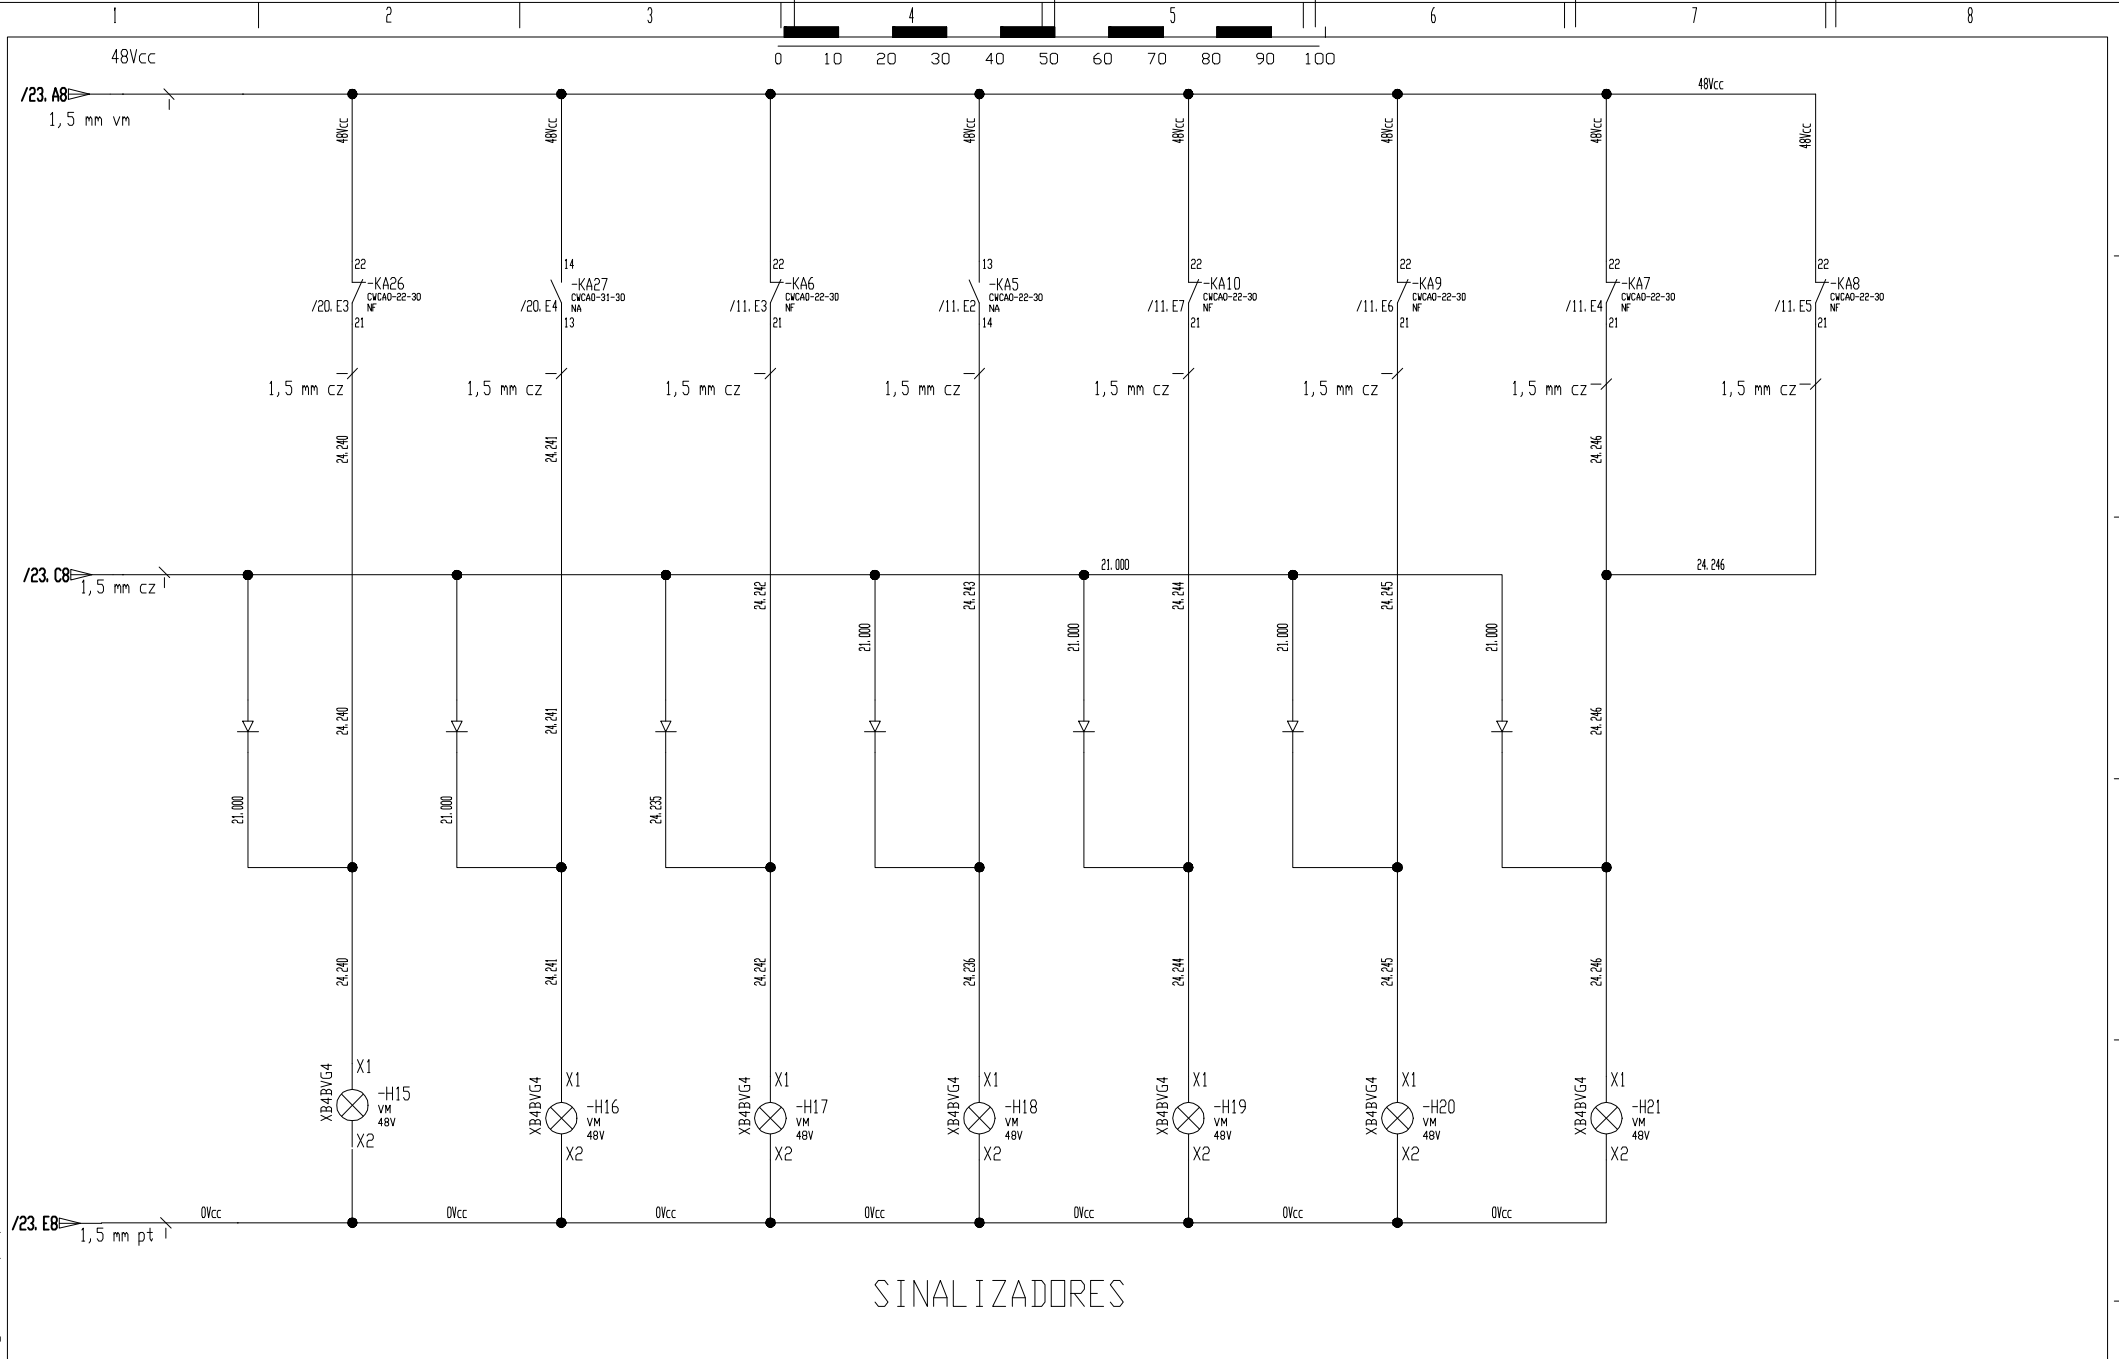 1 2 3 4 5 6 7 8
0 10 20 30 40 50 60 70 80 90 100
48Vcc
/23. A8
1,5 mm vm
48Vcc
48Vcc 48Vcc 48Vcc 48Vcc 48Vcc 48Vcc 48Vcc
22 14 22 13 22 22 22 22
-KA26 -KA27 -KA6 -KA5 -KA10 -KA9 -KA7 -KA8
CWCA0-22-30 CWCA0-31-30 CWCA0-22-30 CWCA0-22-30 CWCA0-22-30 CWCA0-22-30 CWCA0-22-30 CWCA0-22-30
/20. E3 NF /20. E4 NA /11. E3 NF /11. E2 NA /11. E7 NF /11. E6 NF /11. E4 NF /11. E5 NF
21 13 21 14 21 21 21 21
1,5 mm cz 1,5 mm cz 1,5 mm cz 1,5 mm cz 1,5 mm cz 1,5 mm cz 1,5 mm cz 1,5 mm cz
24.240 24.241 24.246
21.000 24.246
/23. C8
1,5 mm cz
24.242 24.243 24.244 24.245
21.000 21.000 21.000 21.000
24.240 24.241 24.246
21.000 21.000 24.235
24.240 24.241 24.242 24.236 24.244 24.245 24.246
X1 X1 X1 X1 X1 X1 X1
XB4BVG4 XB4BVG4 XB4BVG4 XB4BVG4 XB4BVG4 XB4BVG4 XB4BVG4
-H15 -H16 -H17 -H18 -H19 -H20 -H21
VM VM VM VM VM VM VM
48V 48V 48V 48V 48V 48V 48V
X2 X2 X2 X2 X2 X2 X2
0Vcc 0Vcc 0Vcc 0Vcc 0Vcc 0Vcc 0Vcc
/23. E8
1,5 mm pt
SINALIZADORES